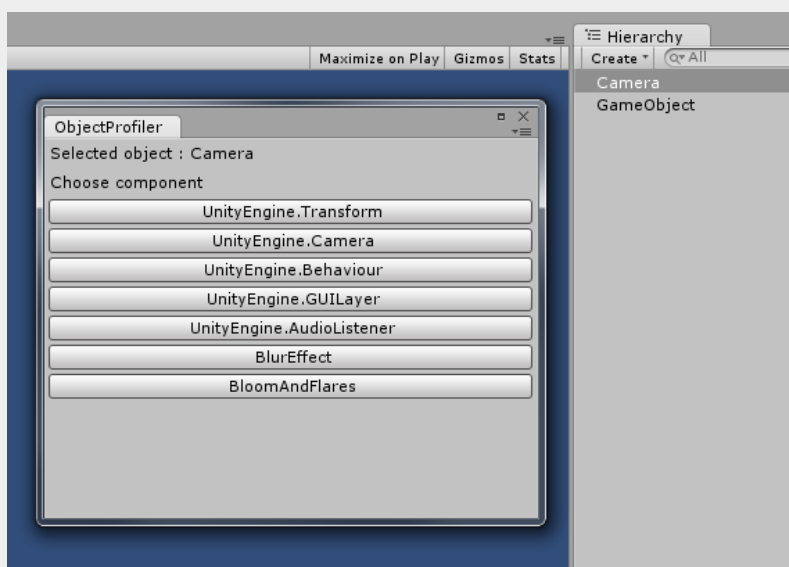 Hierarchy
Maximize on Play Gizmos Stats
Create All
Camera
GameObject
ObjectProfiler
Selected object : Camera
Choose component
UnityEngine.Transform
UnityEngine.Camera
UnityEngine.Behaviour
UnityEngine.GUILayer
UnityEngine.AudioListener
BlurEffect
BloomAndFlares